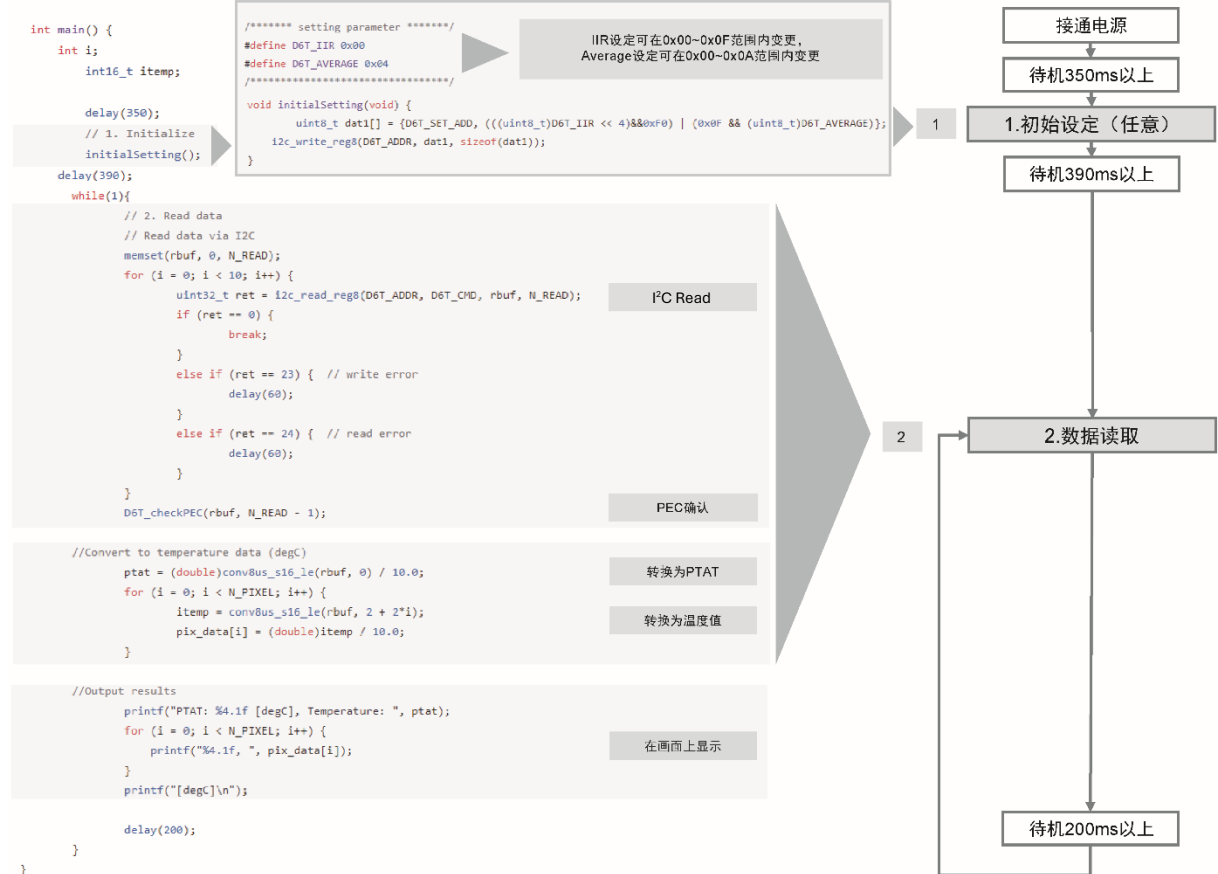 int main() {
int i;
int16_t itemp;
delay(350);
// 1. Initialize
initialSetting();
delay(390);
while(1){
// 2. Read data
// Read data via I2C
memset(rbuf, 0, N_READ);
for (i = 0; i < 10; i++) {
uint32_t ret = i2c_read_reg8(D6T_ADDR, D6T_CMD, rbuf, N_READ);
if (ret == 0) {
break;
}
else if (ret == 23) {  // write error
delay(60);
}
else if (ret == 24) {  // read error
delay(60);
}
}
D6T_checkPEC(rbuf, N_READ - 1);
//Convert to temperature data (degC)
ptat = (double)conv8us_s16_le(rbuf, 0) / 10.0;
for (i = 0; i < N_PIXEL; i++) {
itemp = conv8us_s16_le(rbuf, 2 + 2*i);
pix_data[i] = (double)itemp / 10.0;
}
//Output results
printf("PTAT: %4.1f [degC], Temperature: ", ptat);
for (i = 0; i < N_PIXEL; i++) {
printf("%4.1f, ", pix_data[i]);
}
printf("[degC]\n");
delay(200);
}
}
/******* setting parameter *******/
#define D6T_IIR 0x00
#define D6T_AVERAGE 0x04
/*********************************/
void initialSetting(void) {
uint8_t dat1[] = {D6T_SET_ADD, (((uint8_t)D6T_IIR << 4)&&0xF0) | (0x0F && (uint8_t)D6T_AVERAGE)};
i2c_write_reg8(D6T_ADDR, dat1, sizeof(dat1));
}
IIR设定可在0x00~0x0F范围内变更，
Average设定可在0x00~0x0A范围内变更
I²C Read
PEC确认
转换为PTAT
转换为温度值
在画面上显示
1
2
接通电源
待机350ms以上
1.初始设定（任意）
待机390ms以上
2.数据读取
待机200ms以上